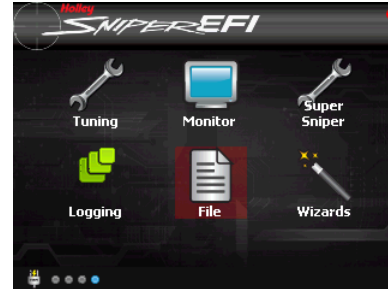 Holley
SNIPER EFI
Tuning
Monitor
Super
Sniper
Logging
File
Wizards